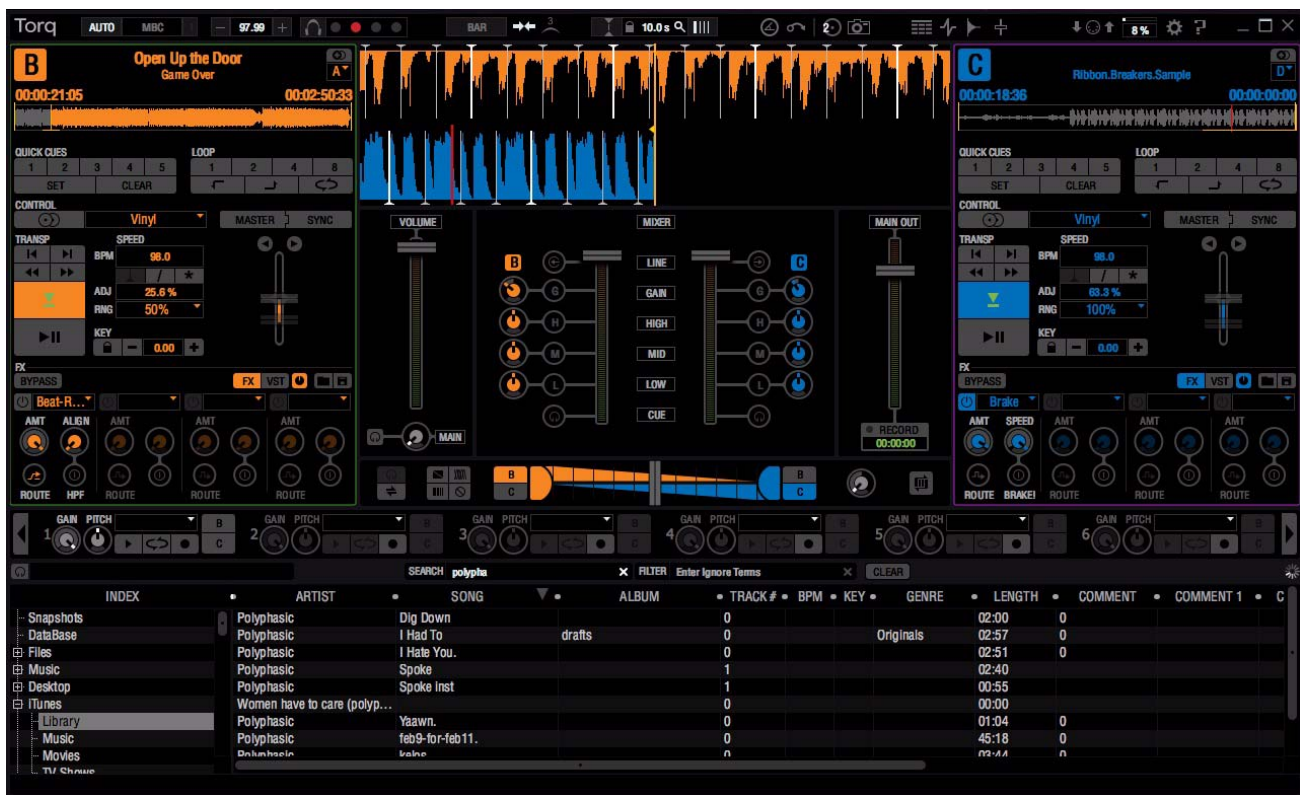 Torq AUTO MBC 97.99 BAR 3 10.0 s 2 8% ?
B Open Up the Door A
Game Over
00:00:21:05 00:02:50:33
QUICK CUES LOOP
1 2 3 4 5 1 2 4 8
SET CLEAR
CONTROL
Vinyl MASTER SYNC
TRANSP SPEED
BPM 98.0
ADJ 25.6 %
RNG 50%
KEY
0.00
FX
BYPASS FX VST
Beat-R...
AMT ALIGN AMT AMT AMT
ROUTE HPF ROUTE ROUTE ROUTE
VOLUME MIXER MAIN OUT
B LINE C
G GAIN G
H HIGH H
M MID M
L LOW L
CUE
MAIN
RECORD
00:00:00
B B
C C
C Ribbon.Breakers.Sample D
00:00:18:36 00:00:00:00
QUICK CUES LOOP
1 2 3 4 5 1 2 4 8
SET CLEAR
CONTROL
Vinyl MASTER SYNC
TRANSP SPEED
BPM 98.0
ADJ 63.3 %
RNG 100%
KEY
0.00
FX
BYPASS FX VST
Brake
AMT SPEED AMT AMT AMT
ROUTE BRAKE! ROUTE ROUTE ROUTE
GAIN PITCH B GAIN PITCH B GAIN PITCH B GAIN PITCH B GAIN PITCH B GAIN PITCH B
1 C 2 C 3 C 4 C 5 C 6 C
SEARCH polypha X FILTER Enter Ignore Terms X CLEAR
INDEX ARTIST SONG ALBUM TRACK # BPM KEY GENRE LENGTH COMMENT COMMENT 1 C
Snapshots Polyphasic Dig Down 0 02:00 0
DataBase Polyphasic I Had To drafts 0 Originals 02:57 0
Files Polyphasic I Hate You. 0 02:51 0
Music Polyphasic Spoke 1 02:40
Desktop Polyphasic Spoke Inst 1 00:55
iTunes Women have to care (polyp... 0 00:00
Library Polyphasic Yaawn. 0 01:04 0
Music Polyphasic feb9-for-feb11. 0 45:18 0
Movies Polyphasic kelps 0 03:44 0
TV Shows